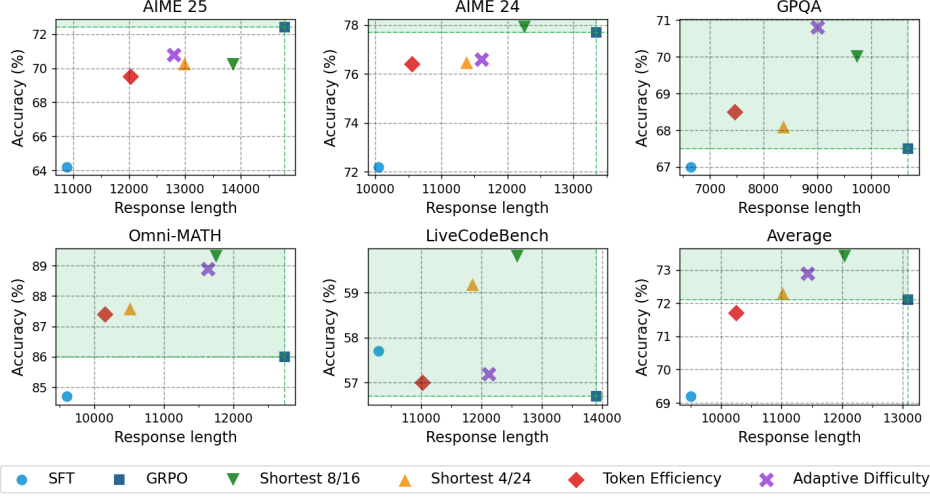 AIME 25
AIME 24
GPQA
Accuracy (%)
72
70
68
66
64
11000 12000 13000 14000
Response length
Accuracy (%)
78
76
74
72
10000 11000 12000 13000
Response length
Accuracy (%)
71
70
69
68
67
7000 8000 9000 10000
Response length
Omni-MATH
LiveCodeBench
Average
Accuracy (%)
89
88
87
86
85
10000 11000 12000
Response length
Accuracy (%)
59
58
57
11000 12000 13000 14000
Response length
Accuracy (%)
73
72
71
70
69
10000 11000 12000 13000
Response length
SFT GRPO Shortest 8/16 Shortest 4/24 Token Efficiency Adaptive Difficulty